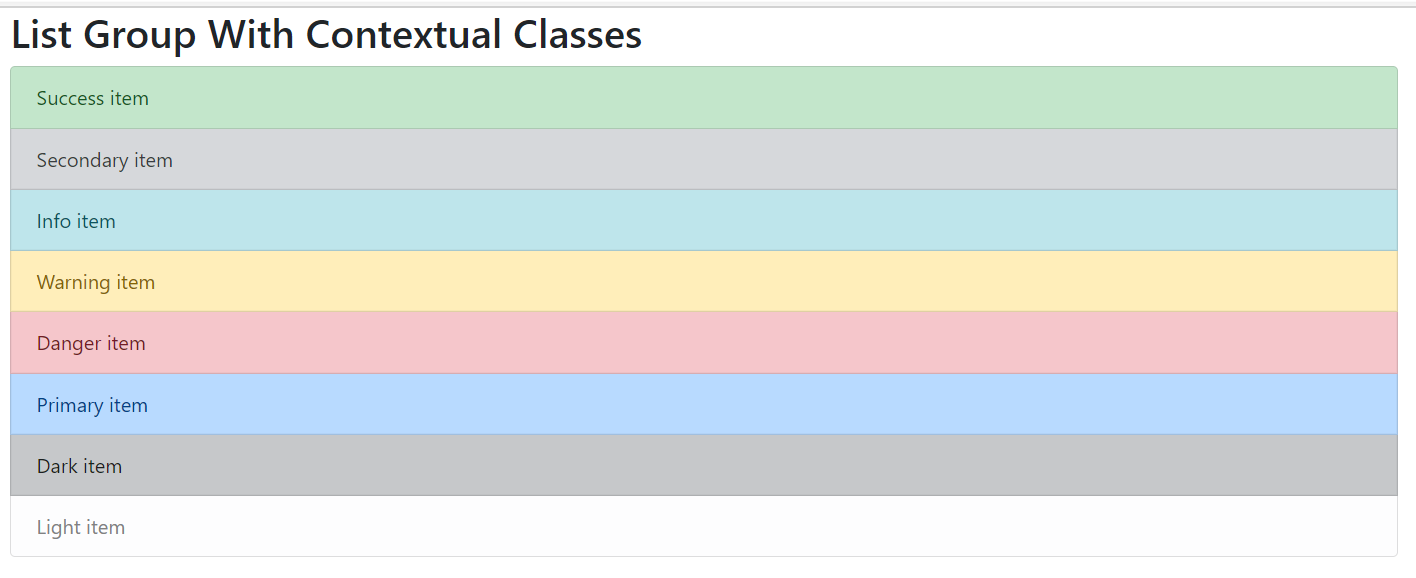 List Group With Contextual Classes
Success item
Secondary item
Info item
Warning item
Danger item
Primary item
Dark item
Light item